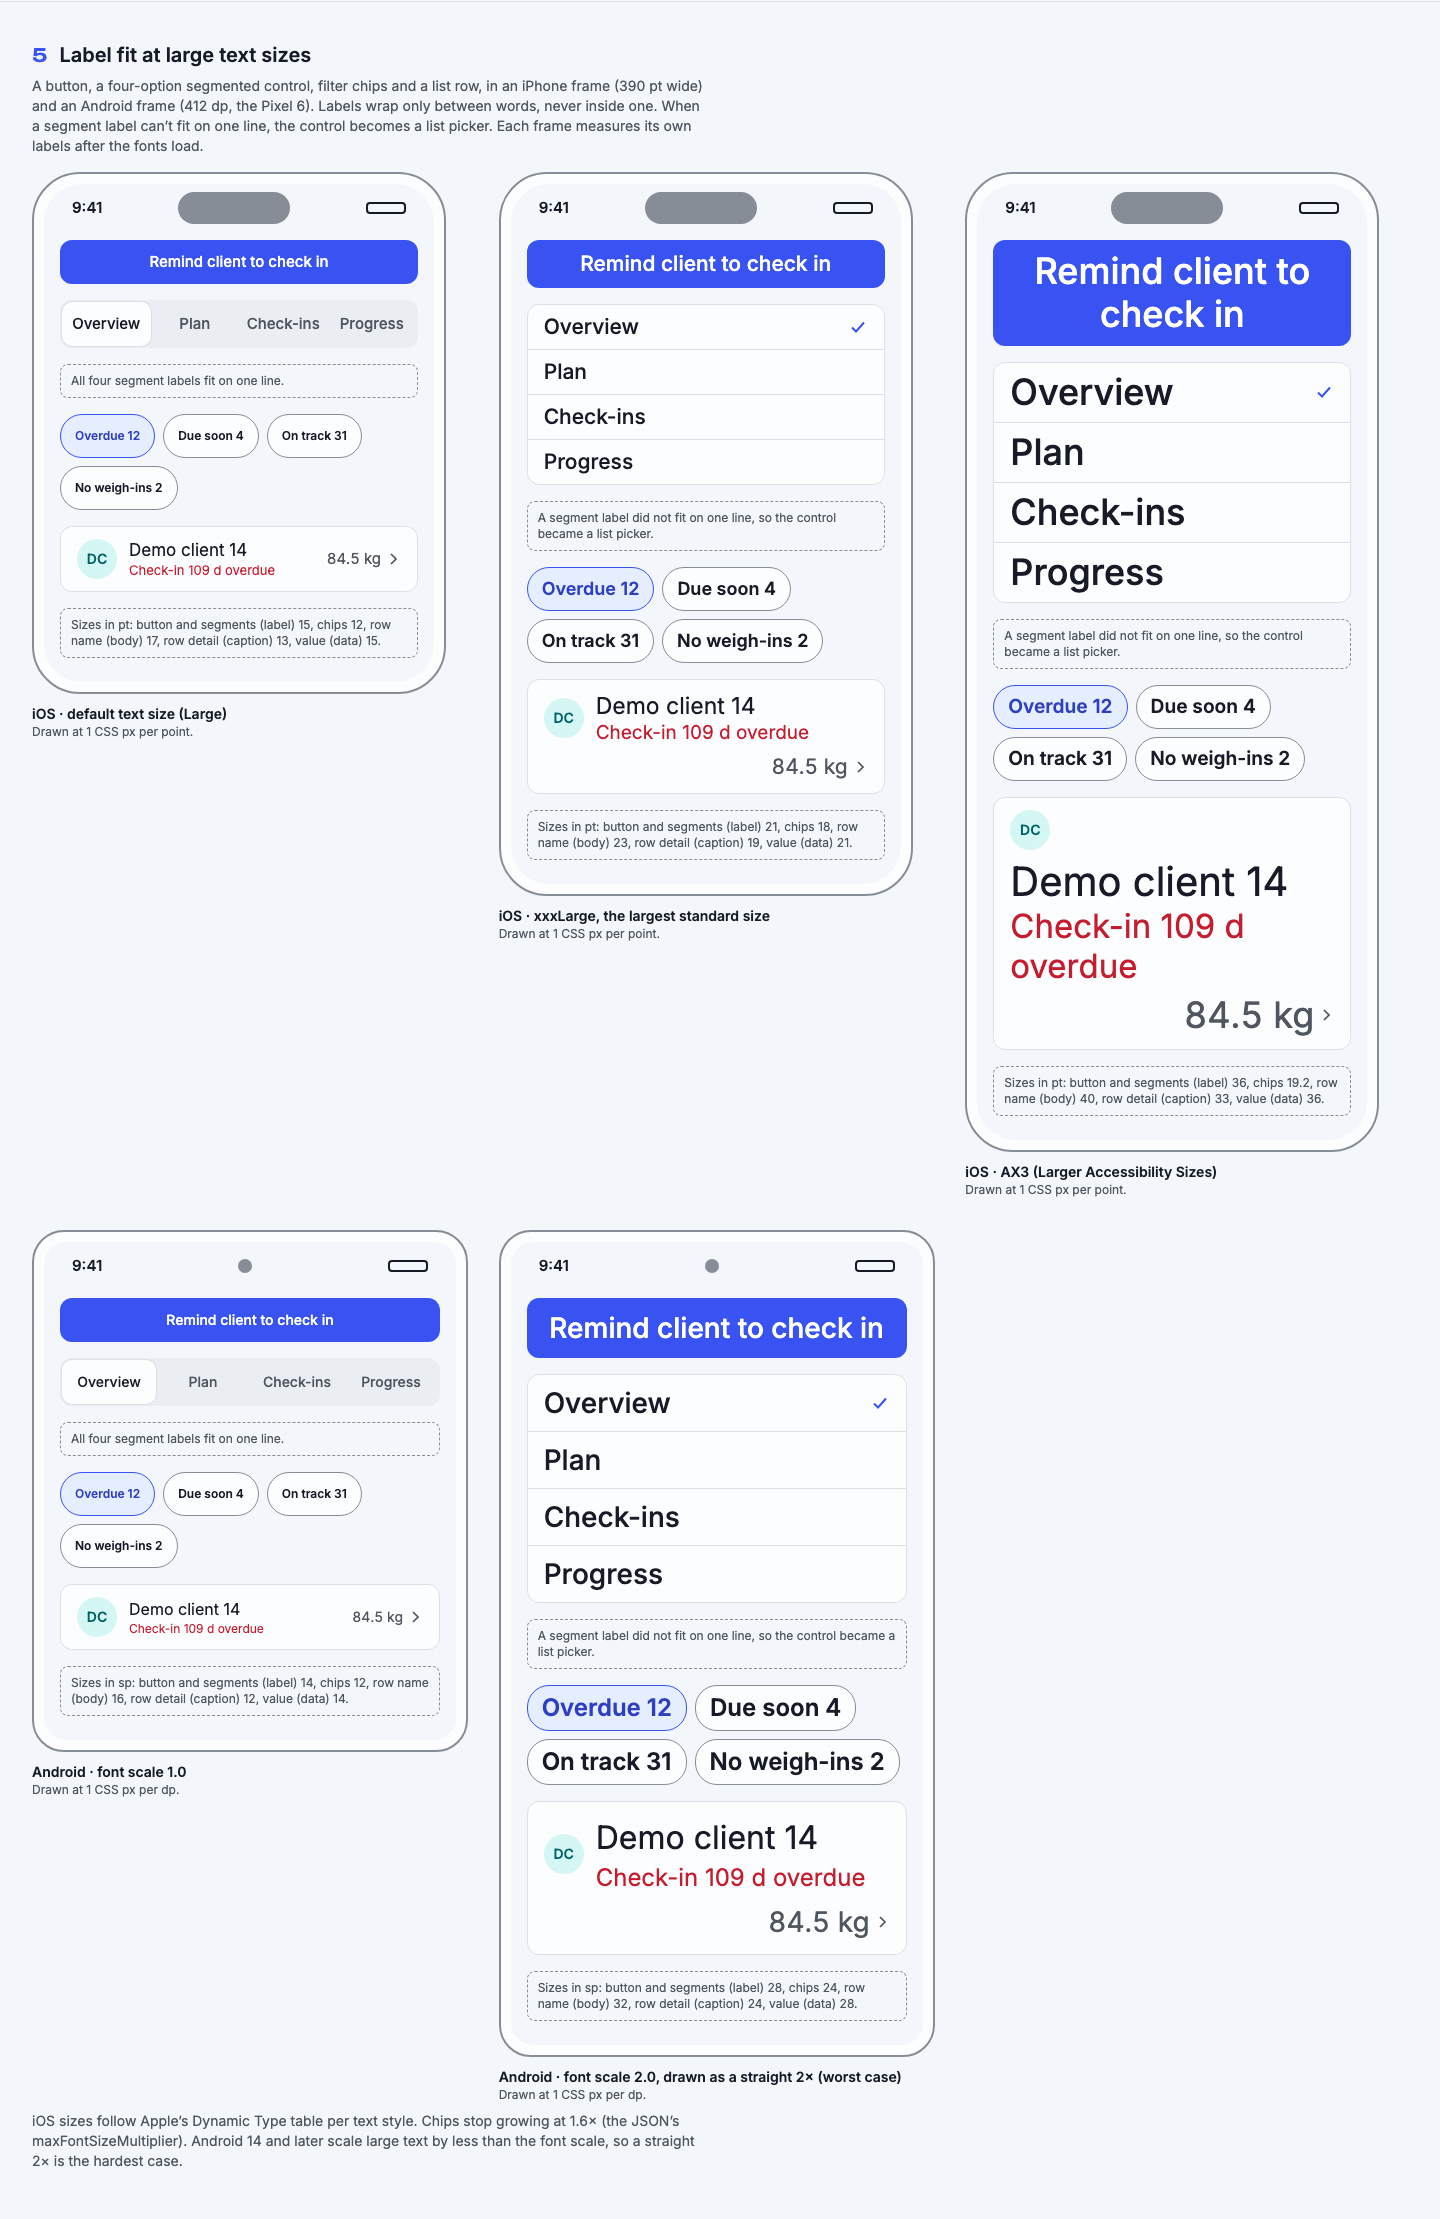 5 Label fit at large text sizes
A button, a four-option segmented control, filter chips and a list row, in an iPhone frame (390 pt wide)
and an Android frame (412 dp, the Pixel 6). Labels wrap only between words, never inside one. When
a segment label can’t fit on one line, the control becomes a list picker. Each frame measures its own
labels after the fonts load.
9:41
Remind client to check in
Overview Plan Check-ins Progress
All four segment labels fit on one line.
Overdue 12 Due soon 4 On track 31
No weigh-ins 2
DC
Demo client 14
Check-in 109 d overdue
84.5 kg
Sizes in pt: button and segments (label) 15, chips 12, row
name (body) 17, row detail (caption) 13, value (data) 15.
iOS · default text size (Large)
Drawn at 1 CSS px per point.
9:41
Remind client to check in
Overview
Plan
Check-ins
Progress
A segment label did not fit on one line, so the control
became a list picker.
Overdue 12 Due soon 4
On track 31 No weigh-ins 2
DC
Demo client 14
Check-in 109 d overdue
84.5 kg
Sizes in pt: button and segments (label) 21, chips 18, row
name (body) 23, row detail (caption) 19, value (data) 21.
iOS · xxxLarge, the largest standard size
Drawn at 1 CSS px per point.
9:41
Remind client to
check in
Overview
Plan
Check-ins
Progress
A segment label did not fit on one line, so the control
became a list picker.
Overdue 12 Due soon 4
On track 31 No weigh-ins 2
DC
Demo client 14
Check-in 109 d
overdue
84.5 kg
Sizes in pt: button and segments (label) 36, chips 19.2, row
name (body) 40, row detail (caption) 33, value (data) 36.
iOS · AX3 (Larger Accessibility Sizes)
Drawn at 1 CSS px per point.
9:41
Remind client to check in
Overview Plan Check-ins Progress
All four segment labels fit on one line.
Overdue 12 Due soon 4 On track 31
No weigh-ins 2
DC
Demo client 14
Check-in 109 d overdue
84.5 kg
Sizes in sp: button and segments (label) 14, chips 12, row name
(body) 16, row detail (caption) 12, value (data) 14.
Android · font scale 1.0
Drawn at 1 CSS px per dp.
9:41
Remind client to check in
Overview
Plan
Check-ins
Progress
A segment label did not fit on one line, so the control became a
list picker.
Overdue 12 Due soon 4
On track 31 No weigh-ins 2
DC
Demo client 14
Check-in 109 d overdue
84.5 kg
Sizes in sp: button and segments (label) 28, chips 24, row
name (body) 32, row detail (caption) 24, value (data) 28.
Android · font scale 2.0, drawn as a straight 2× (worst case)
Drawn at 1 CSS px per dp.
iOS sizes follow Apple’s Dynamic Type table per text style. Chips stop growing at 1.6× (the JSON’s
maxFontSizeMultiplier). Android 14 and later scale large text by less than the font scale, so a straight
2× is the hardest case.